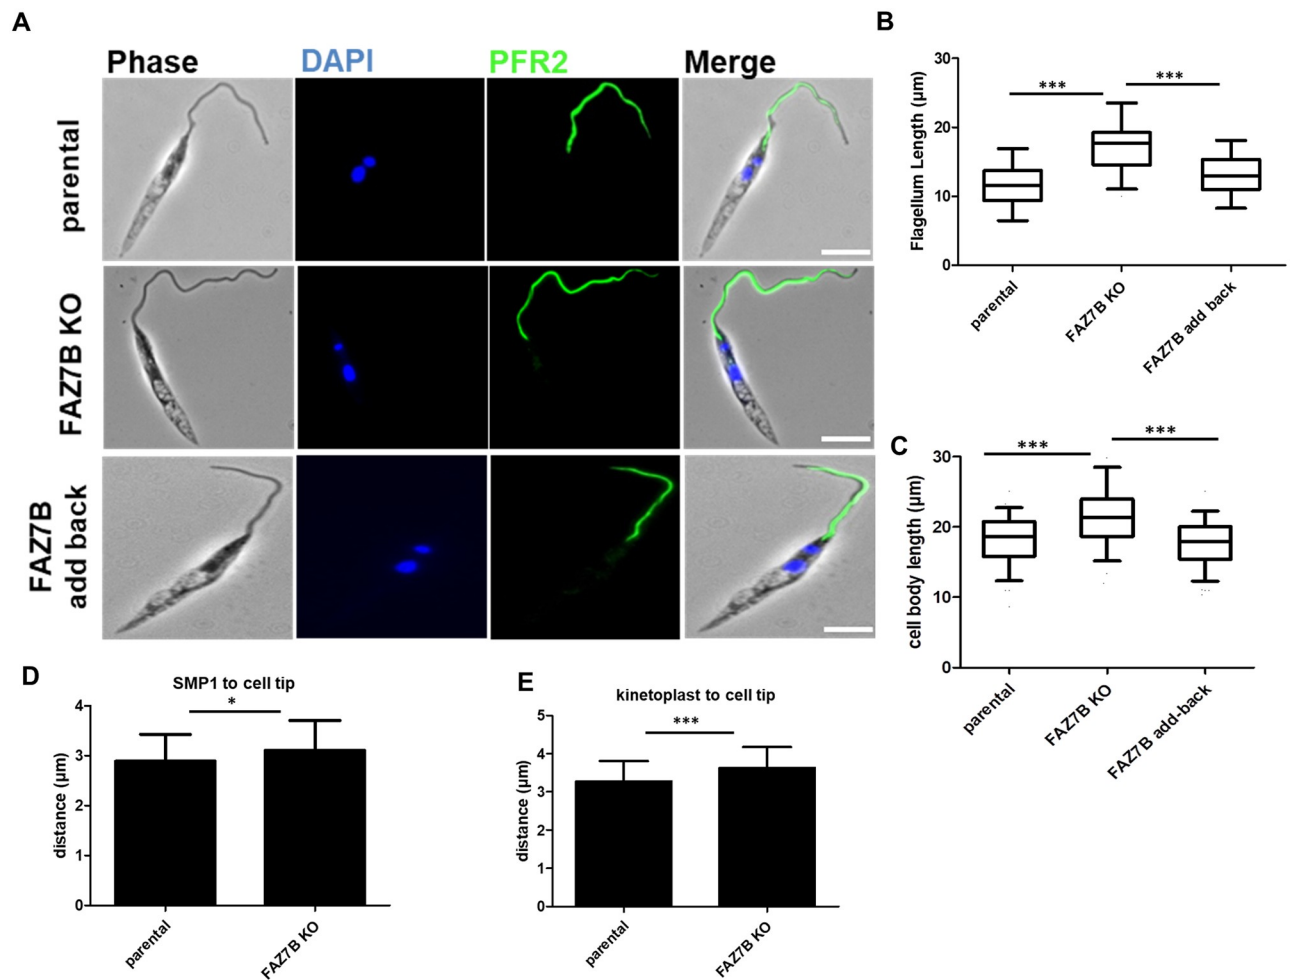 A
Phase DAPI PFR2 Merge
parental
FAZ7B KO
FAZ7B
add back
B
Flagellum Length (µm)
30
20
10
0
*** ***
parental
FAZ7B KO
FAZ7B add back
C
cell body length (µm)
30
20
10
0
*** ***
parental
FAZ7B KO
FAZ7B add-back
D
SMP1 to cell tip
*
distance (µm)
4
3
2
1
0
parental
FAZ7B KO
E
kinetoplast to cell tip
***
distance (µm)
5
4
3
2
1
0
parental
FAZ7B KO